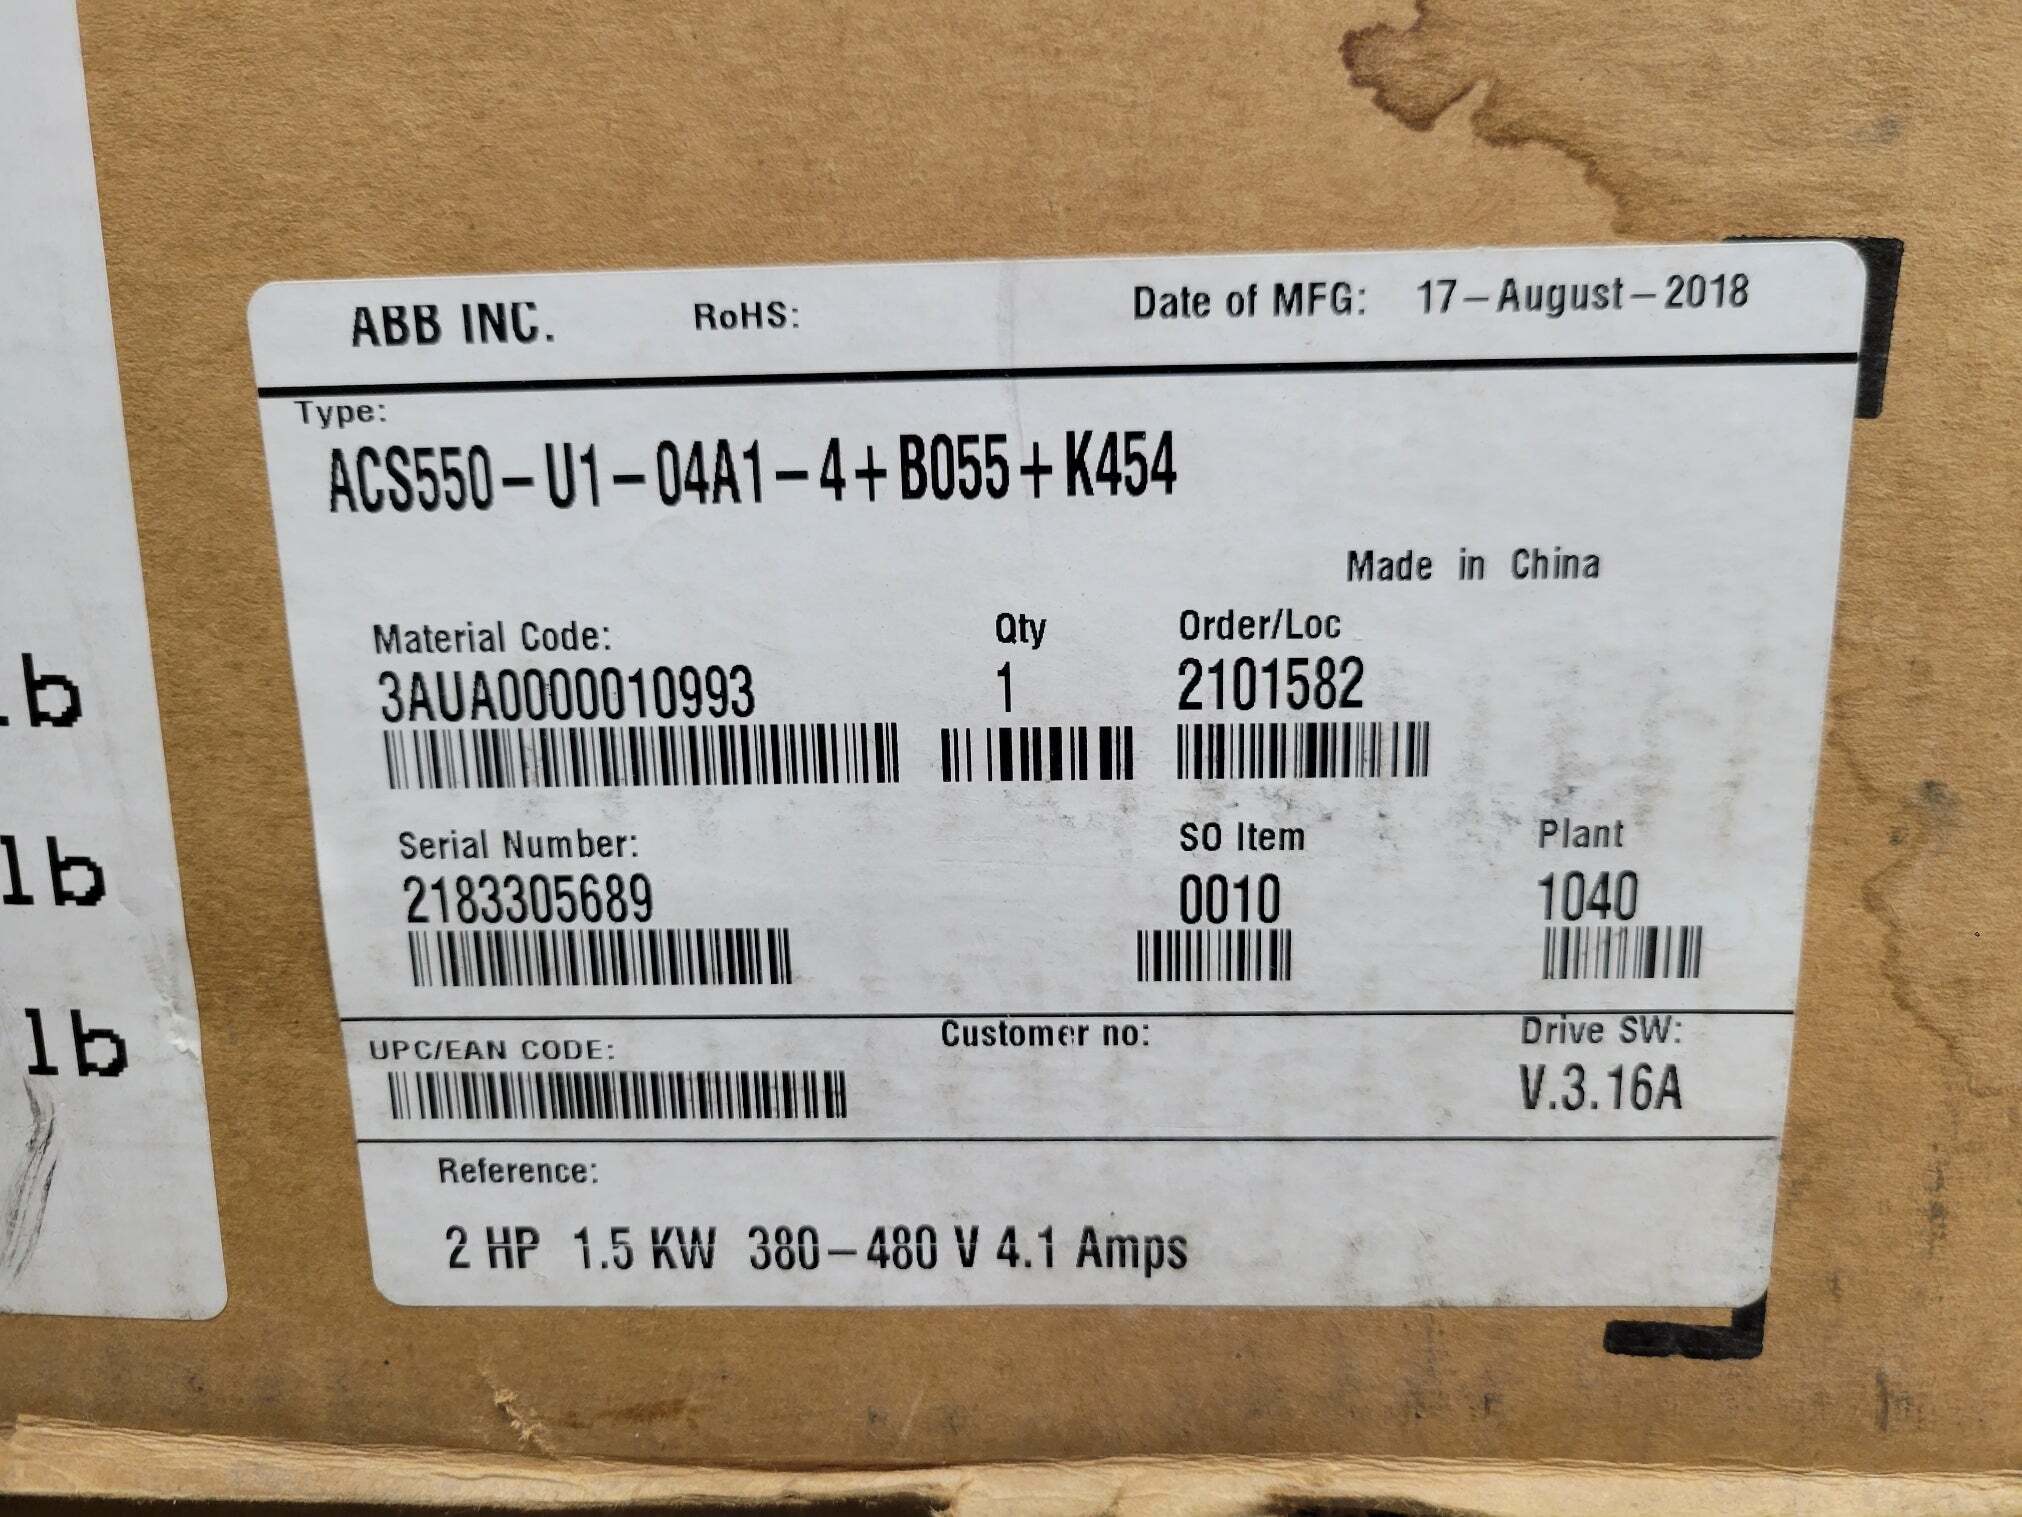 ABB INC. RoHS: Date of MFG: 17-August-2018
Type:
ACS550-U1-04A1-4+B055+K454
Made in China
Material Code: Qty Order/Loc
3AUA0000010993 1 2101582
Serial Number: SO Item Plant
2183305689 0010 1040
UPC/EAN CODE: Customer no: Drive SW:
V.3.16A
Reference:
2 HP 1.5 KW 380-480 V 4.1 Amps
lb
lb
lb